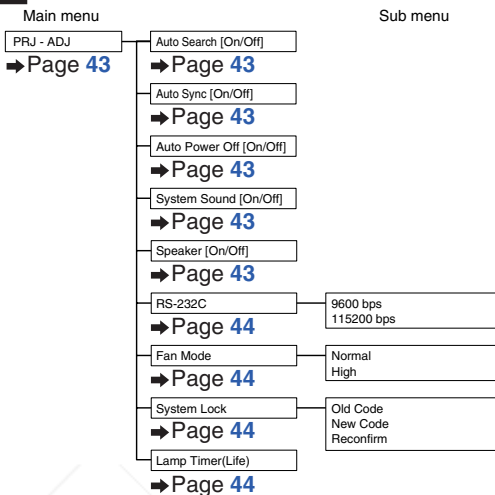 Main menu
Sub menu
PRJ - ADJ
➡Page 43
Auto Search [On/Off]
➡Page 43
Auto Sync [On/Off]
➡Page 43
Auto Power Off [On/Off]
➡Page 43
System Sound [On/Off]
➡Page 43
Speaker [On/Off]
➡Page 43
RS-232C
➡Page 44
9600 bps
115200 bps
Fan Mode
➡Page 44
Normal
High
System Lock
➡Page 44
Old Code
New Code
Reconfirm
Lamp Timer(Life)
➡Page 44